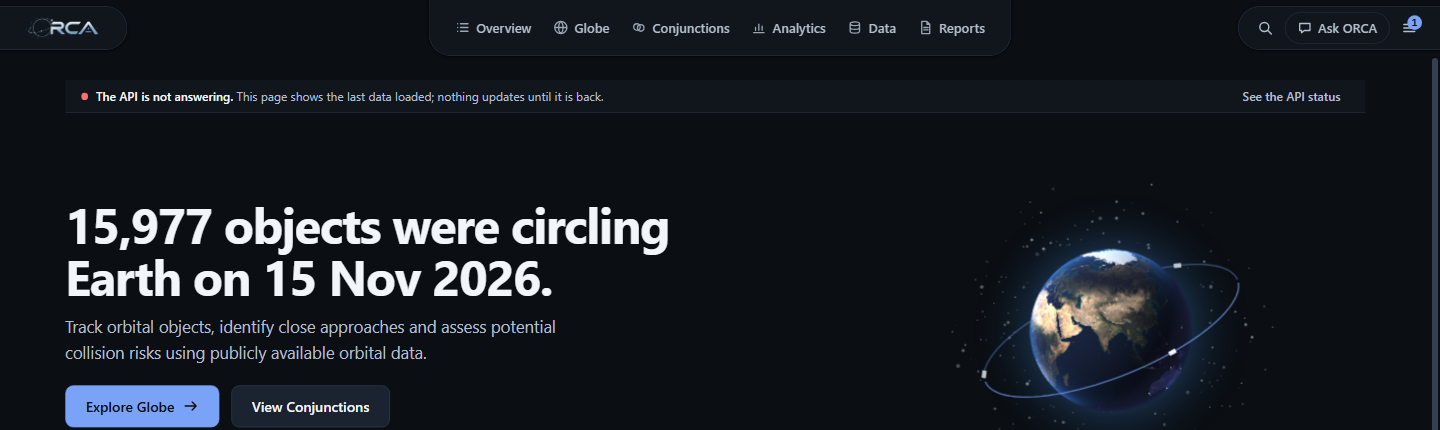 ORCA
Overview
Globe
Conjunctions
Analytics
Data
Reports
Ask ORCA
1
The API is not answering. This page shows the last data loaded; nothing updates until it is back.
See the API status
15,977 objects were circling
Earth on 15 Nov 2026.
Track orbital objects, identify close approaches and assess potential
collision risks using publicly available orbital data.
Explore Globe →
View Conjunctions